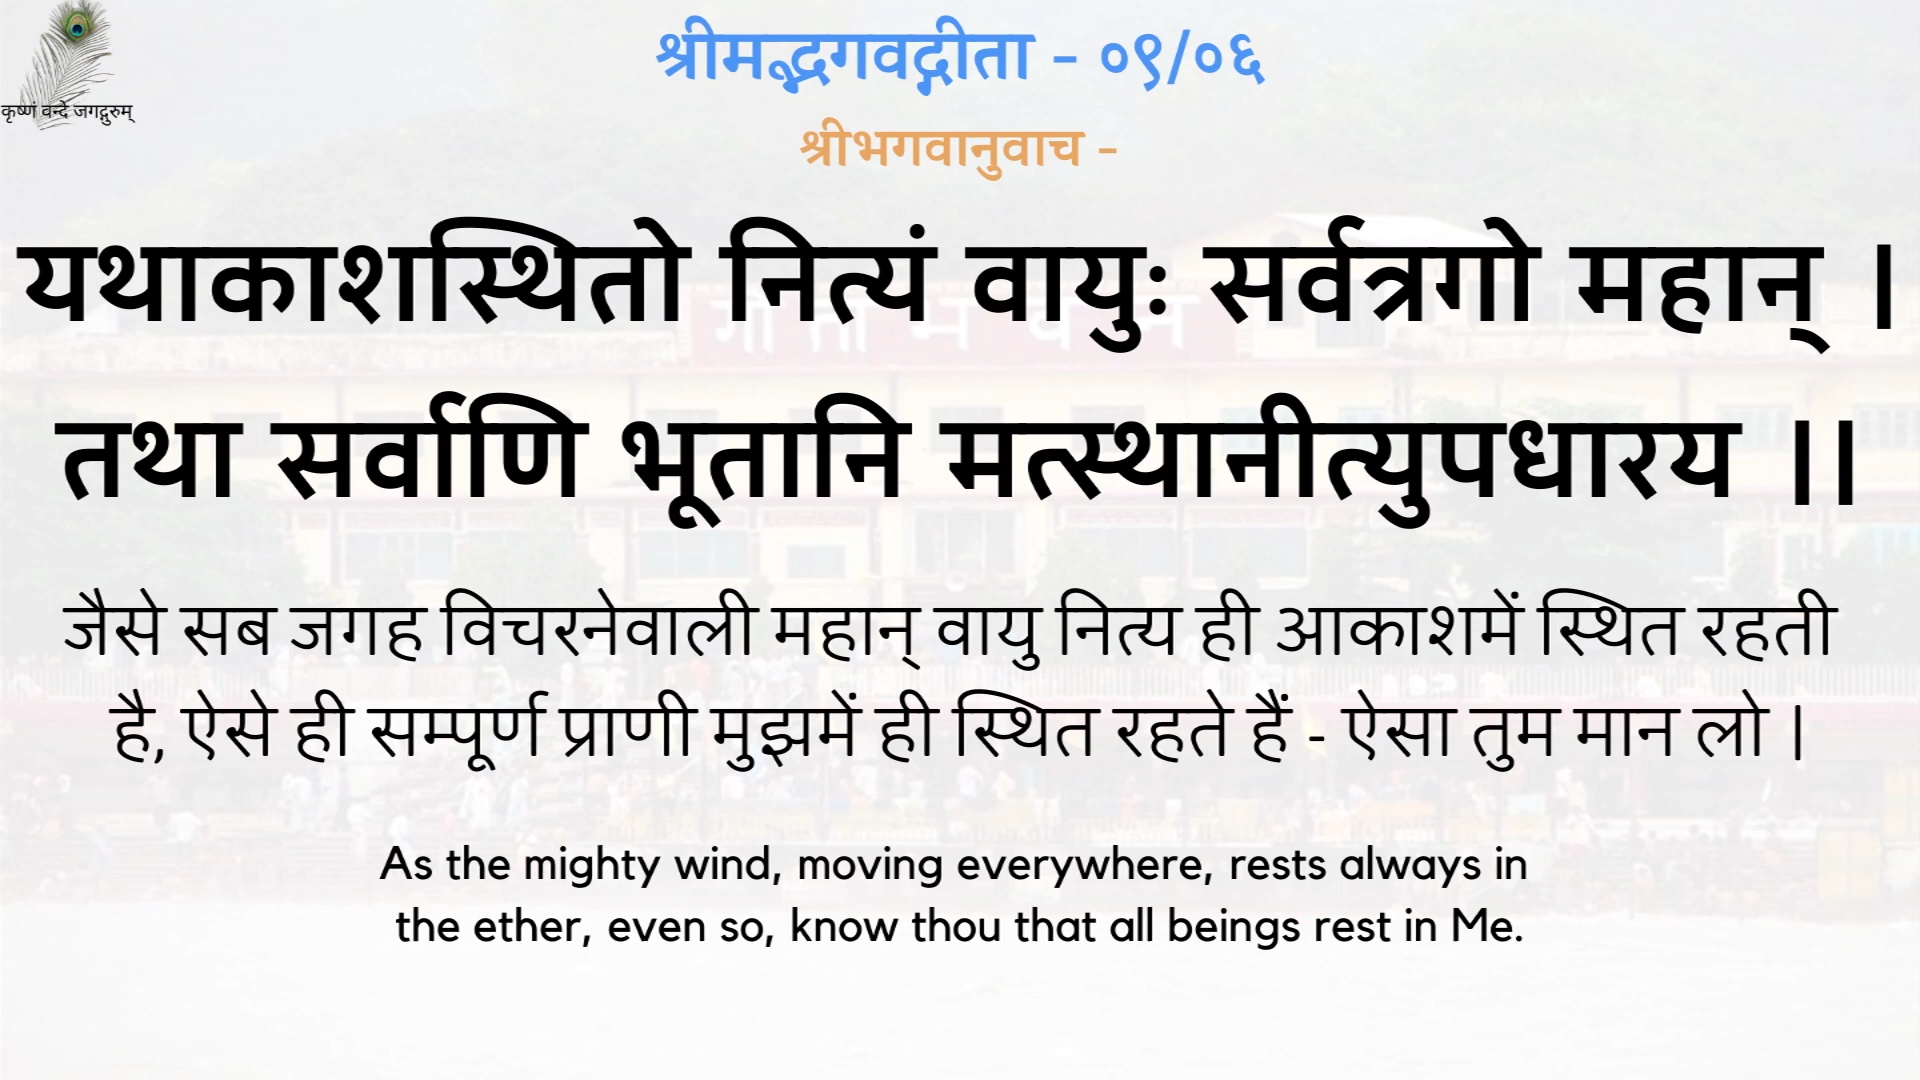 श्रीमद्भगवद्गीता - ०९/०६
कृष्णं वन्दे जगद्गुरुम्
श्रीभगवानुवाच -
यथाकाशस्थितो नित्यं वायुः सर्वत्रगो महान् |
तथा सर्वाणि भूतानि मत्स्थानीत्युपधारय ||
जैसे सब जगह विचरनेवाली महान् वायु नित्य ही आकाशमें स्थित रहती
है, ऐसे ही सम्पूर्ण प्राणी मुझमें ही स्थित रहते हैं - ऐसा तुम मान लो |
As the mighty wind, moving everywhere, rests always in
the ether, even so, know thou that all beings rest in Me.